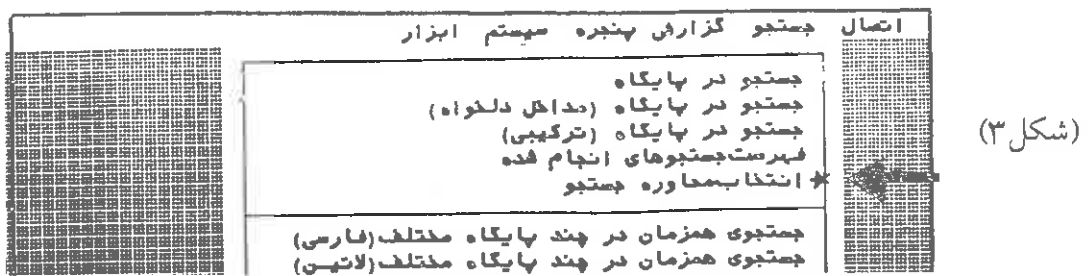 اتصال جستجو گزارش پنجره سیستم ابزار
جستجو در پایگاه
جستجو در پایگاه (مداخل دلخواه)
جستجو در پایگاه (ترکیبی)
فهرست جستجوهای انجام شده
* انتخاب محاوره جستجو
جستجوی همزمان در چند پایگاه مختلف (فارسی)
جستجوی همزمان در چند پایگاه مختلف (لاتین)
(شکل ۳)